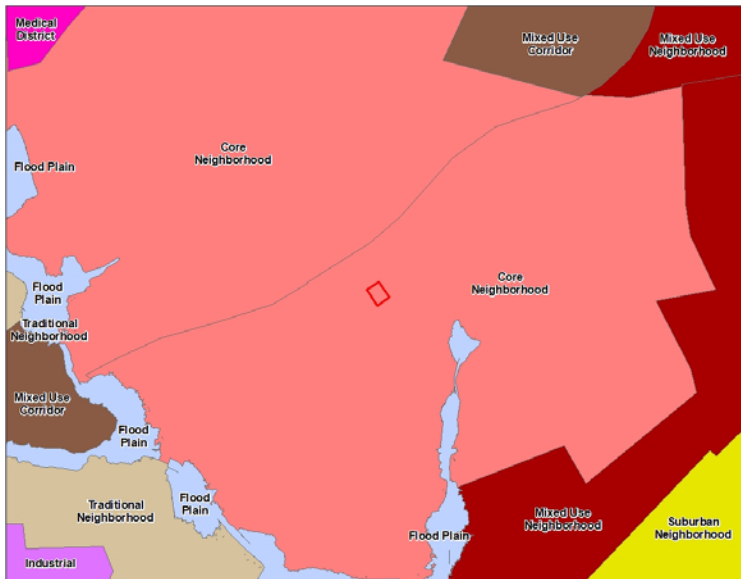 Medical
District
Mixed Use
Corridor
Mixed Use
Neighborhood
Core
Neighborhood
Flood Plain
Core
Neighborhood
Flood
Plain
Traditional
Neighborhood
Mixed Use
Corridor
Flood
Plain
Traditional
Neighborhood
Flood
Plain
Mixed Use
Neighborhood
Suburban
Neighborhood
Flood Plain
Industrial